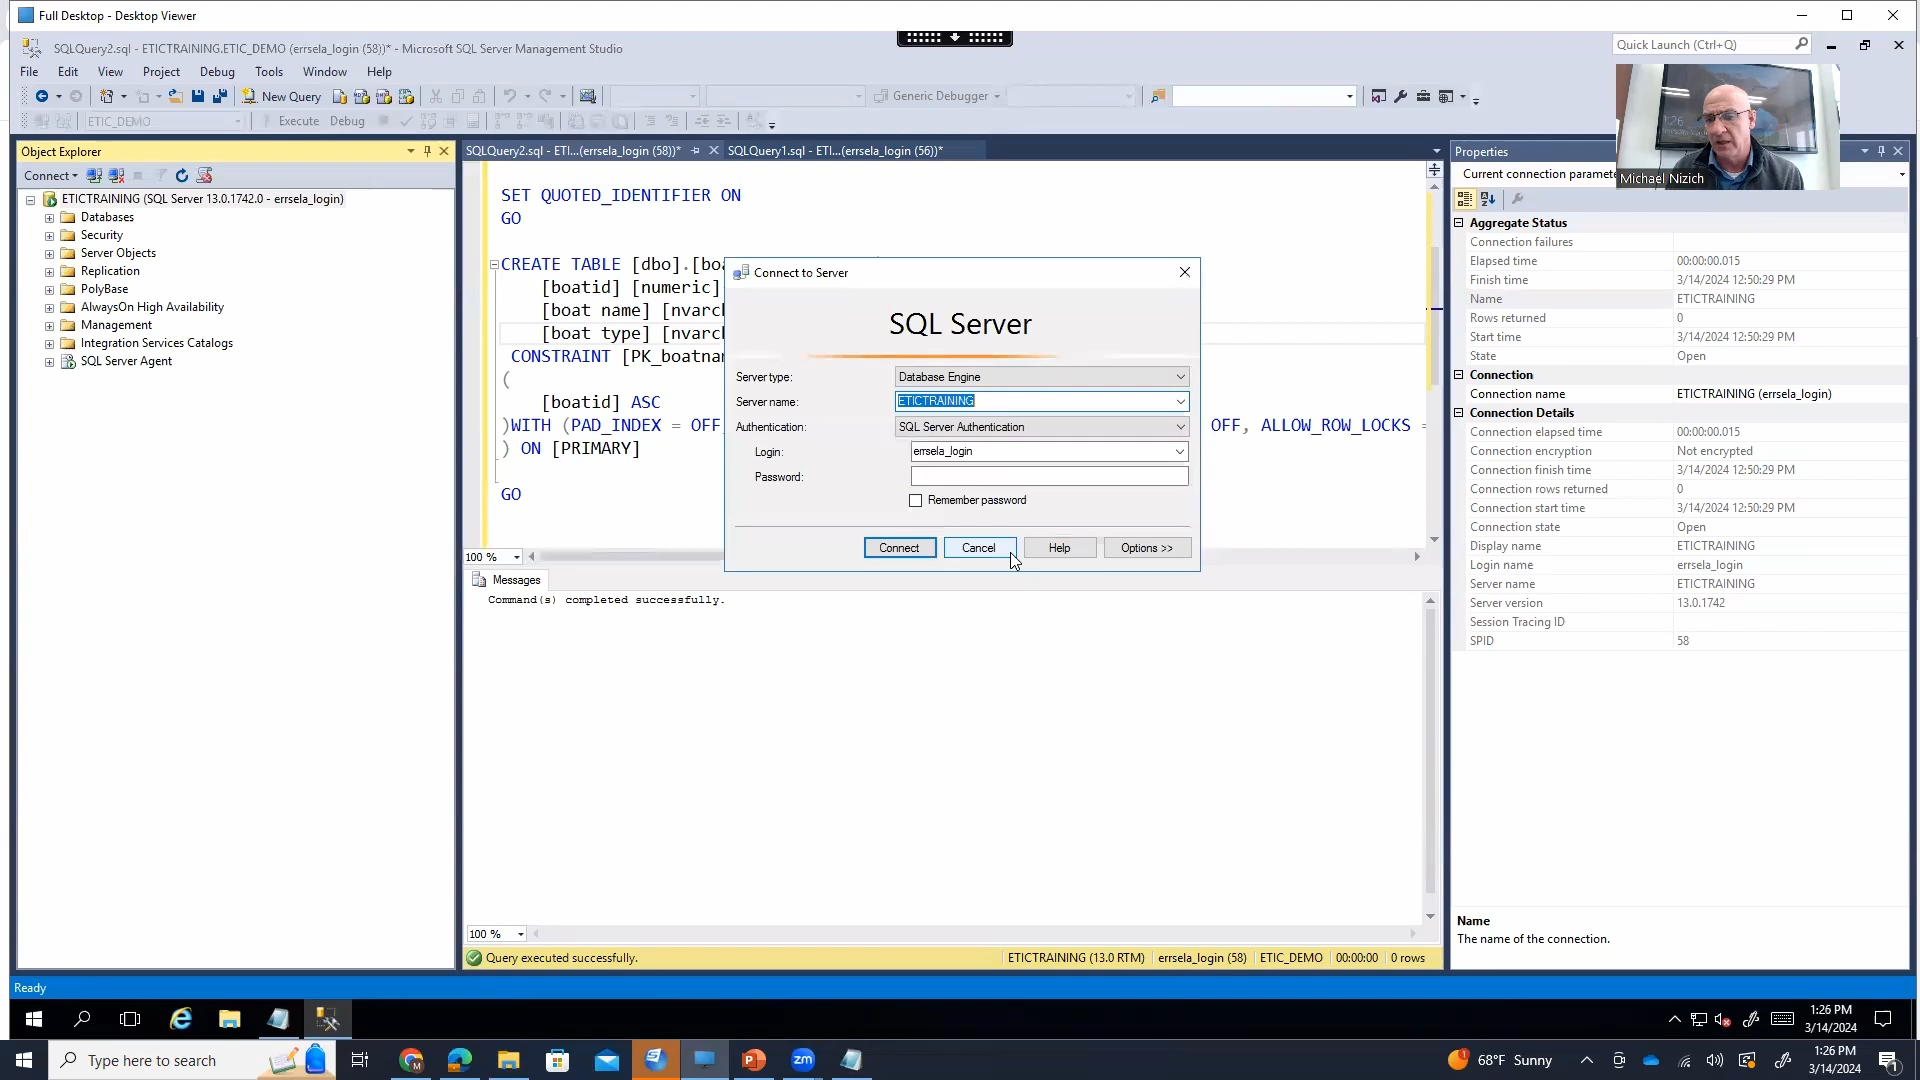 Full Desktop - Desktop Viewer
SQLQuery2.sql - ETICTRAINING.ETIC_DEMO (errsela_login (58))* - Microsoft SQL Server Management Studio
Quick Launch (Ctrl+Q)
File Edit View Project Debug Tools Window Help
New Query
Generic Debugger
ETIC_DEMO
Execute Debug
Object Explorer
Connect
ETICTRAINING (SQL Server 13.0.1742.0 - errsela_login)
Databases
Security
Server Objects
Replication
PolyBase
AlwaysOn High Availability
Management
Integration Services Catalogs
SQL Server Agent
SQLQuery2.sql - ETI...(errsela_login (58))*
SQLQuery1.sql - ETI...(errsela_login (56))*
SET QUOTED_IDENTIFIER ON
GO
CREATE TABLE [dbo].[boa
[boatid] [numeric]
[boat name] [nvarch
[boat type] [nvarch
CONSTRAINT [PK_boatnam
(
[boatid] ASC
)WITH (PAD_INDEX = OFF, OFF, ALLOW_ROW_LOCKS =
) ON [PRIMARY]
GO
100 %
Messages
Command(s) completed successfully.
100 %
Query executed successfully.
ETICTRAINING (13.0 RTM) errsela_login (58) ETIC_DEMO 00:00:00 0 rows
Connect to Server
SQL Server
Server type: Database Engine
Server name: ETICTRAINING
Authentication: SQL Server Authentication
Login: errsela_login
Password:
Remember password
Connect Cancel Help Options >>
Michael Nizich
Properties
Current connection paramete
Aggregate Status
Connection failures
Elapsed time 00:00:00.015
Finish time 3/14/2024 12:50:29 PM
Name ETICTRAINING
Rows returned 0
Start time 3/14/2024 12:50:29 PM
State Open
Connection
Connection name ETICTRAINING (errsela_login)
Connection Details
Connection elapsed time 00:00:00.015
Connection encryption Not encrypted
Connection finish time 3/14/2024 12:50:29 PM
Connection rows returned 0
Connection start time 3/14/2024 12:50:29 PM
Connection state Open
Display name ETICTRAINING
Login name errsela_login
Server name ETICTRAINING
Server version 13.0.1742
Session Tracing ID
SPID 58
Name
The name of the connection.
Ready
1:26 PM
3/14/2024
Type here to search
68°F Sunny
1:26 PM
3/14/2024